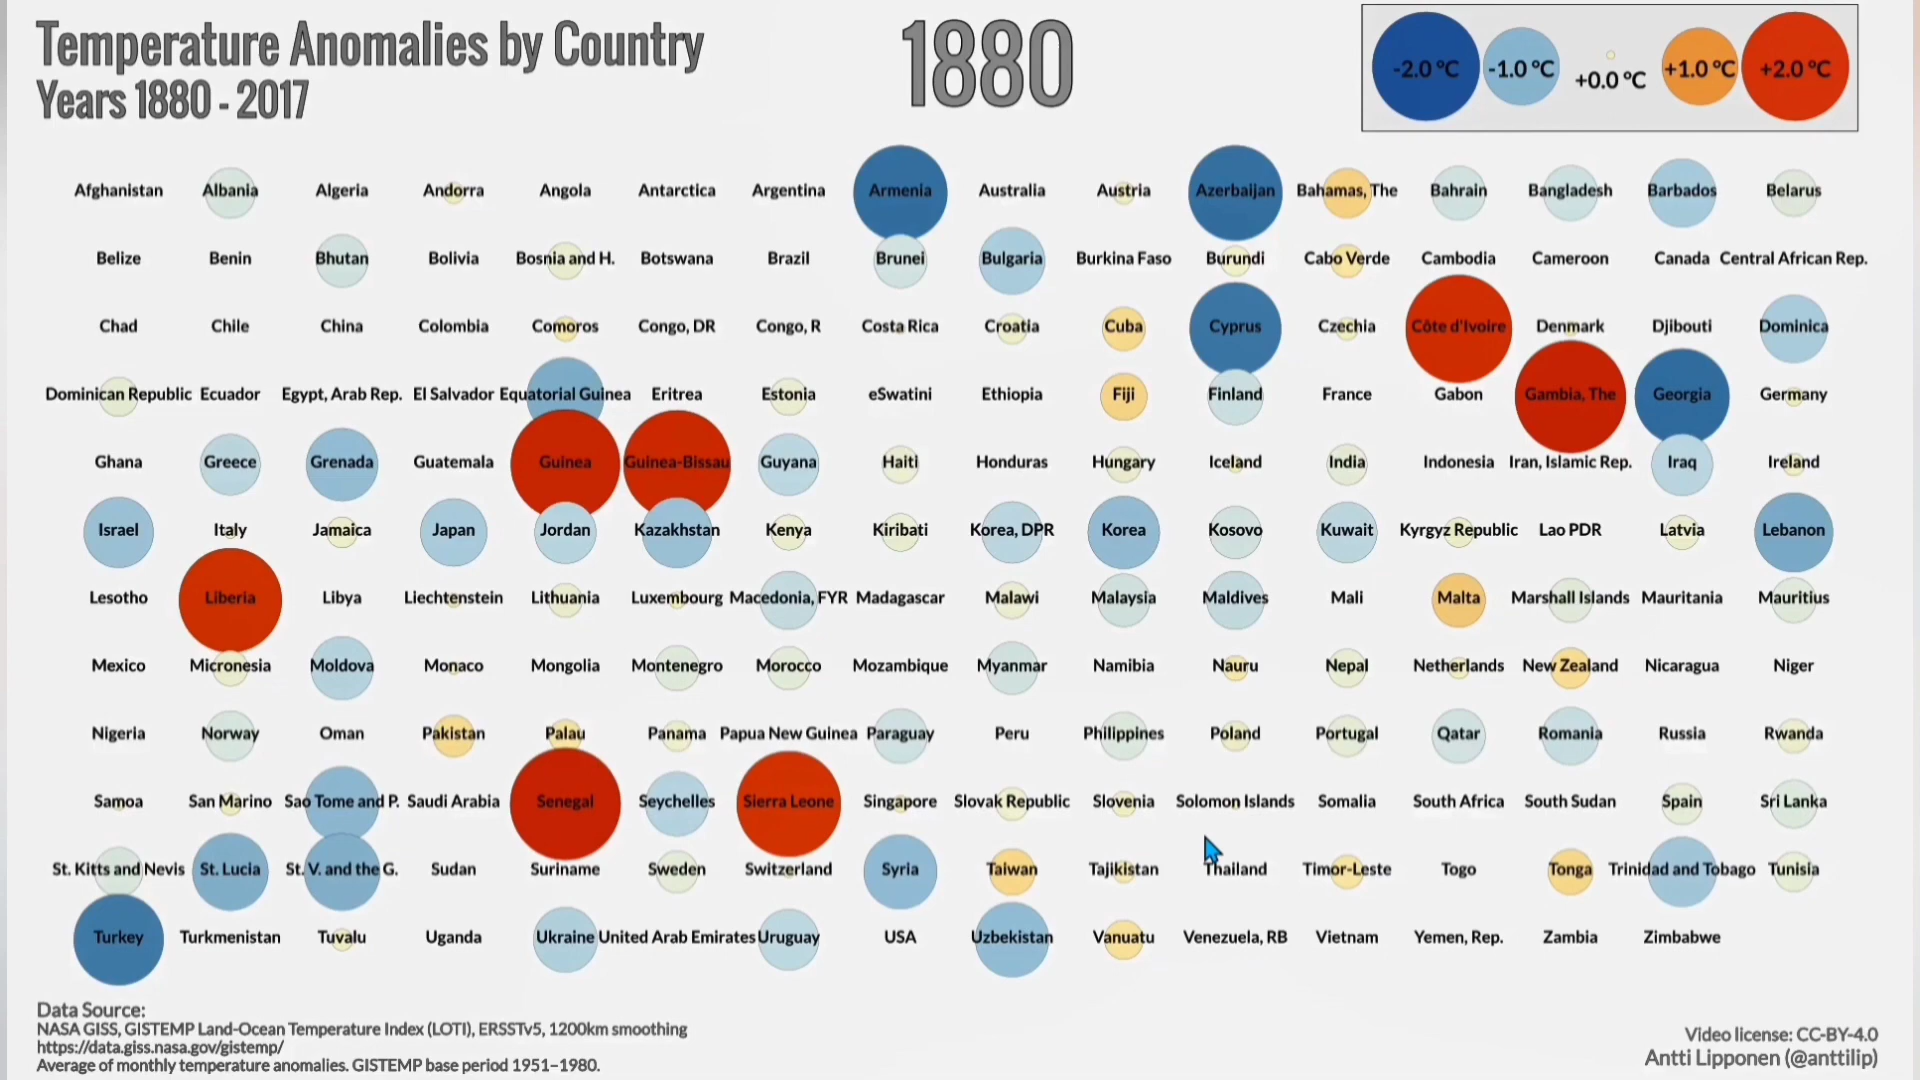 Temperature Anomalies by Country
Years 1880 - 2017
1880
-2.0 °C -1.0 °C +0.0 °C +1.0 °C +2.0 °C
Afghanistan Albania Algeria Andorra Angola Antarctica Argentina Armenia Australia Austria Azerbaijan Bahamas, The Bahrain Bangladesh Barbados Belarus
Belize Benin Bhutan Bolivia Bosnia and H. Botswana Brazil Brunei Bulgaria Burkina Faso Burundi Cabo Verde Cambodia Cameroon Canada Central African Rep.
Chad Chile China Colombia Comoros Congo, DR Congo, R Costa Rica Croatia Cuba Cyprus Czechia Côte d'Ivoire Denmark Djibouti Dominica
Dominican Republic Ecuador Egypt, Arab Rep. El Salvador Equatorial Guinea Eritrea Estonia eSwatini Ethiopia Fiji Finland France Gabon Gambia, The Georgia Germany
Ghana Greece Grenada Guatemala Guinea Guinea-Bissau Guyana Haiti Honduras Hungary Iceland India Indonesia Iran, Islamic Rep. Iraq Ireland
Israel Italy Jamaica Japan Jordan Kazakhstan Kenya Kiribati Korea, DPR Korea Kosovo Kuwait Kyrgyz Republic Lao PDR Latvia Lebanon
Lesotho Liberia Libya Liechtenstein Lithuania Luxembourg Macedonia, FYR Madagascar Malawi Malaysia Maldives Mali Malta Marshall Islands Mauritania Mauritius
Mexico Micronesia Moldova Monaco Mongolia Montenegro Morocco Mozambique Myanmar Namibia Nauru Nepal Netherlands New Zealand Nicaragua Niger
Nigeria Norway Oman Pakistan Palau Panama Papua New Guinea Paraguay Peru Philippines Poland Portugal Qatar Romania Russia Rwanda
Samoa San Marino Sao Tome and P. Saudi Arabia Senegal Seychelles Sierra Leone Singapore Slovak Republic Slovenia Solomon Islands Somalia South Africa South Sudan Spain Sri Lanka
St. Kitts and Nevis St. Lucia St. V. and the G. Sudan Suriname Sweden Switzerland Syria Taiwan Tajikistan Thailand Timor-Leste Togo Tonga Trinidad and Tobago Tunisia
Turkey Turkmenistan Tuvalu Uganda Ukraine United Arab Emirates Uruguay USA Uzbekistan Vanuatu Venezuela, RB Vietnam Yemen, Rep. Zambia Zimbabwe
Data Source:
NASA GISS, GISTEMP Land-Ocean Temperature Index (LOTI), ERSSTv5, 1200km smoothing
https://data.giss.nasa.gov/gistemp/
Average of monthly temperature anomalies. GISTEMP base period 1951–1980.
Video license: CC-BY-4.0
Antti Lipponen (@anttilip)